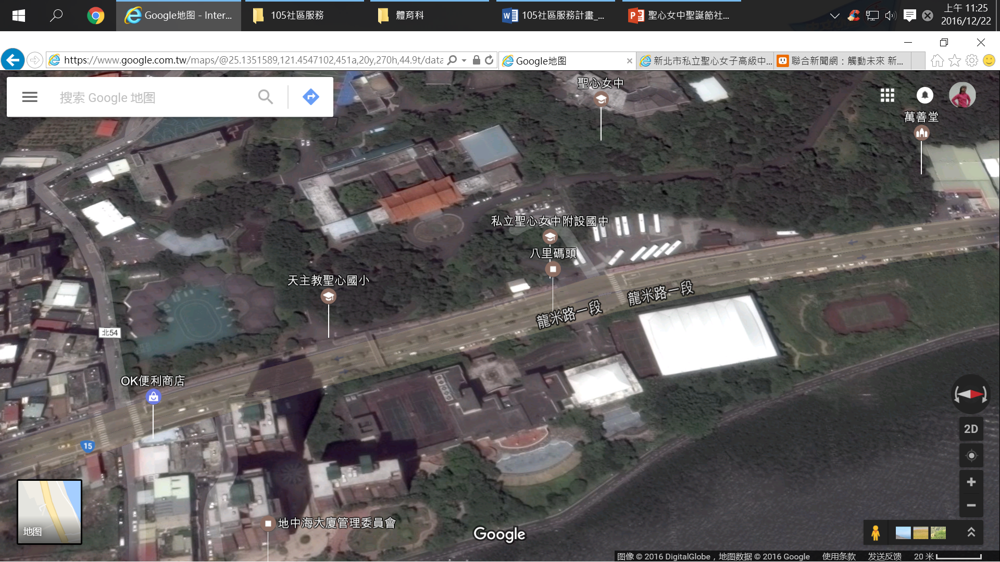 Google地图 - Inter...
105社區服務
體育科
105社區服務計畫_...
聖心女中聖誕節社...
上午 11:25
2016/12/22
https://www.google.com.tw/maps/@25.1351589,121.4547102,451a,20y,270h,44.9t/data
Google地图
新北市私立聖心女子高級中...
聯合新聞網：觸動未來 新...
搜索 Google 地图
聖心女中
萬善堂
私立聖心女中附設國中
八里碼頭
天主教聖心國小
龍米路一段
龍米路一段
北54
OK便利商店
15
2D
地中海大廈管理委員會
地图
Google
图像 © 2016 DigitalGlobe，地图数据 © 2016 Google 使用条款 发送反馈 20 米